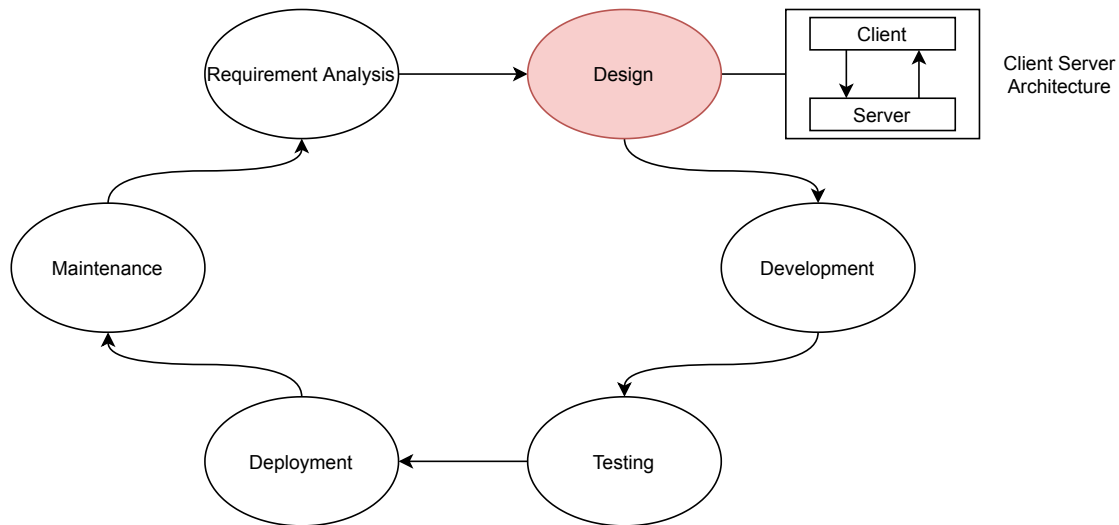 Client
Requirement Analysis
Design
Client Server
Architecture
Server
Maintenance
Development
Deployment
Testing